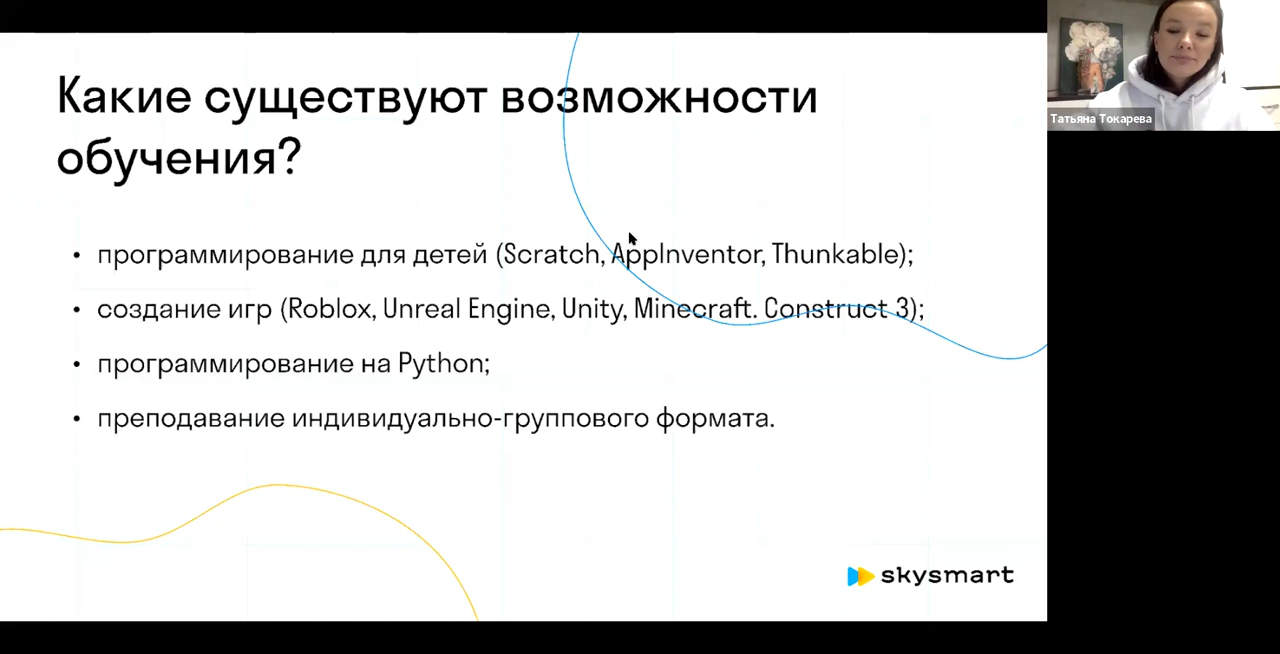 Какие существуют возможности
обучения?
• программирование для детей (Scratch, AppInventor, Thunkable);
• создание игр (Roblox, Unreal Engine, Unity, Minecraft. Construct 3);
• программирование на Python;
• преподавание индивидуально-группового формата.
skysmart
Татьяна Токарева